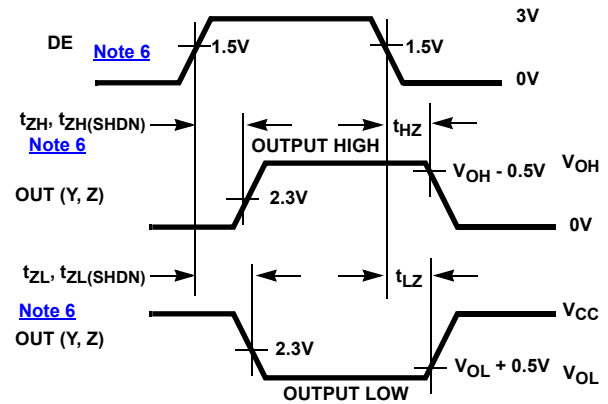 3V
DE Note 6 1.5V 1.5V
0V
tZH, tZH(SHDN) tHZ
Note 6
OUTPUT HIGH
VOH - 0.5V VOH
OUT (Y, Z) 2.3V
0V
tZL, tZL(SHDN) tLZ
Note 6 VCC
OUT (Y, Z)
2.3V
VOL + 0.5V VOL
OUTPUT LOW